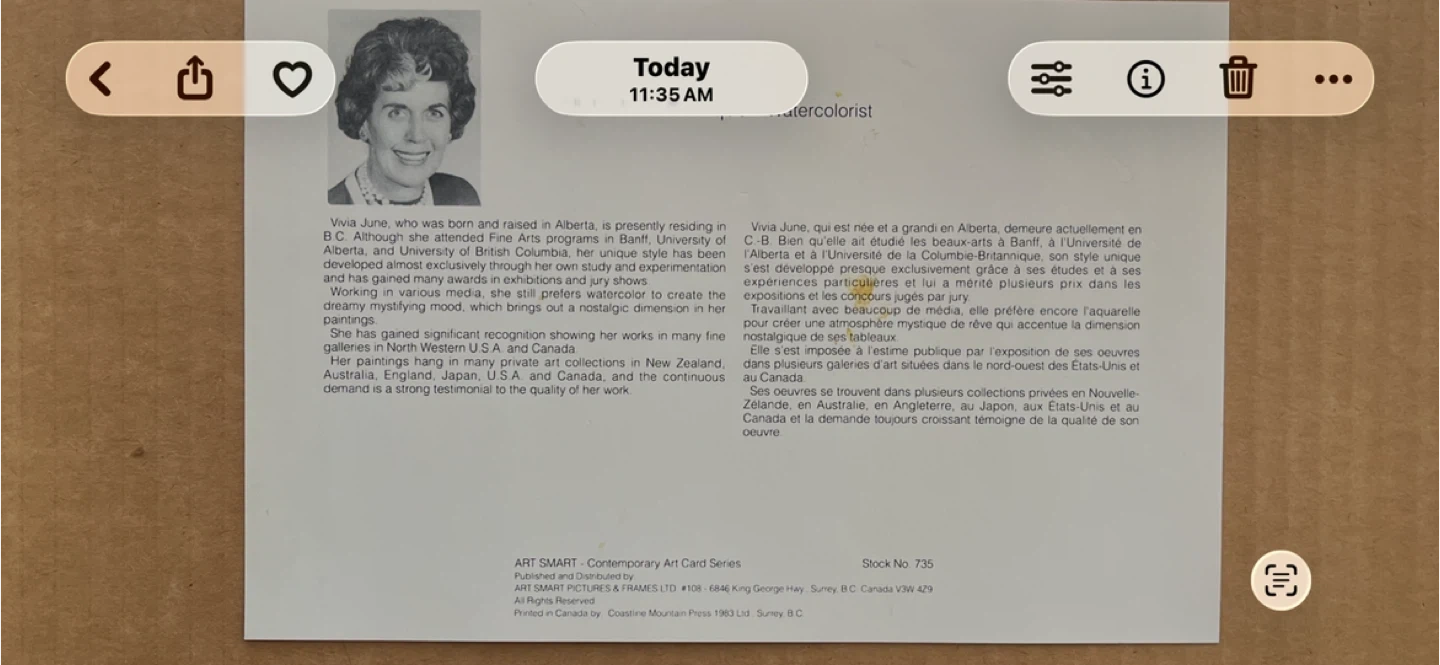 Today
11:35 AM
Vivia June, who was born and raised in Alberta, is presently residing in
B.C. Although she attended Fine Arts programs in Banff, University of
Alberta, and University of British Columbia, her unique style has been
developed almost exclusively through her own study and experimentation
and has gained many awards in exhibitions and jury shows.
Working in various media, she still prefers watercolor to create the
dreamy mystifying mood, which brings out a nostalgic dimension in her
paintings.
She has gained significant recognition showing her works in many fine
galleries in North Western U.S.A. and Canada.
Her paintings hang in many private art collections in New Zealand,
Australia, England, Japan, U.S.A. and Canada, and the continuous
demand is a strong testimonial to the quality of her work.
Vivia June, qui est née et a grandi en Alberta, demeure actuellement en
C.-B. Bien qu'elle ait étudié les beaux-arts à Banff, à l'Université de
l'Alberta et à l'Université de la Columbie-Britannique, son style unique
s'est développé presque exclusivement grâce à ses études et à ses
expériences particulières et lui a mérité plusieurs prix dans les
expositions et les concours jugés par jury.
Travaillant avec beaucoup de média, elle préfère encore l'aquarelle
pour créer une atmosphère mystique de rêve qui accentue la dimension
nostalgique de ses tableaux.
Elle s'est imposée à l'estime publique par l'exposition de ses oeuvres
dans plusieurs galeries d'art situées dans le nord-ouest des États-Unis et
au Canada.
Ses oeuvres se trouvent dans plusieurs collections privées en Nouvelle-
Zélande, en Australie, en Angleterre, au Japon, aux États-Unis et au
Canada et la demande toujours croissant témoigne de la qualité de son
oeuvre.
ART SMART - Contemporary Art Card Series Stock No. 735
Published and Distributed by
ART SMART PICTURES & FRAMES LTD. #108 - 6846 King George Hwy., Surrey, B.C. Canada V3W 4Z9
All Rights Reserved
Printed in Canada by: Coastline Mountain Press 1983 Ltd., Surrey, B.C.